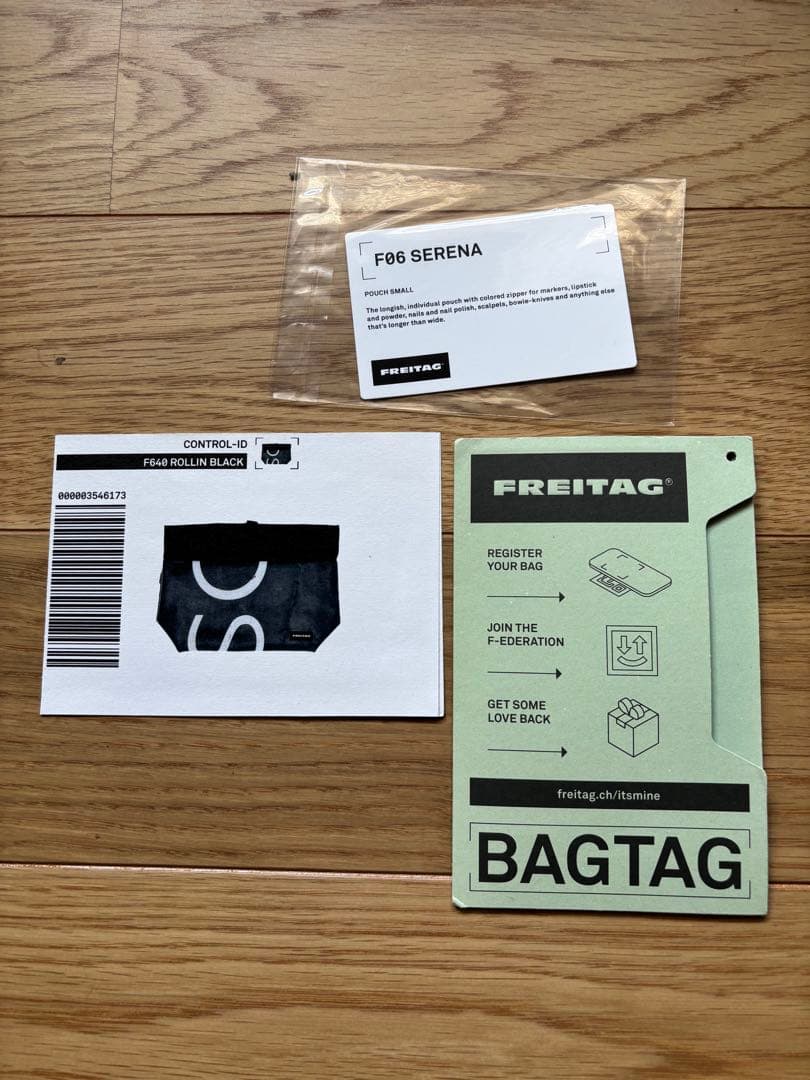 F06 SERENA
POUCH SMALL
The longish, individual pouch with colored zipper for markers, lipstick
and powder, nails and nail polish, scalpels, bowie-knives and anything else
that's longer than wide.
FREITAG
CONTROL-ID
F640 ROLLIN BLACK
000003546173
SC
FREITAG
FREITAG®
REGISTER
YOUR BAG
JOIN THE
F-EDERATION
GET SOME
LOVE BACK
freitag.ch/itsmine
BAGTAG